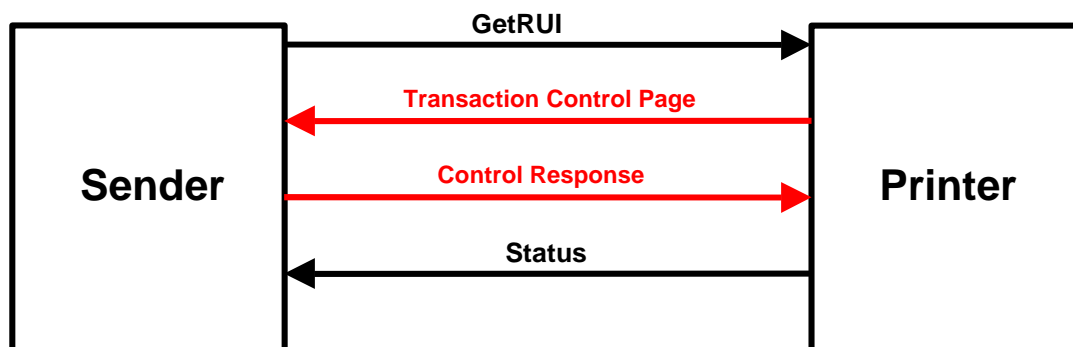 GetRUI
Transaction Control Page
Sender
Control Response
Printer
Status